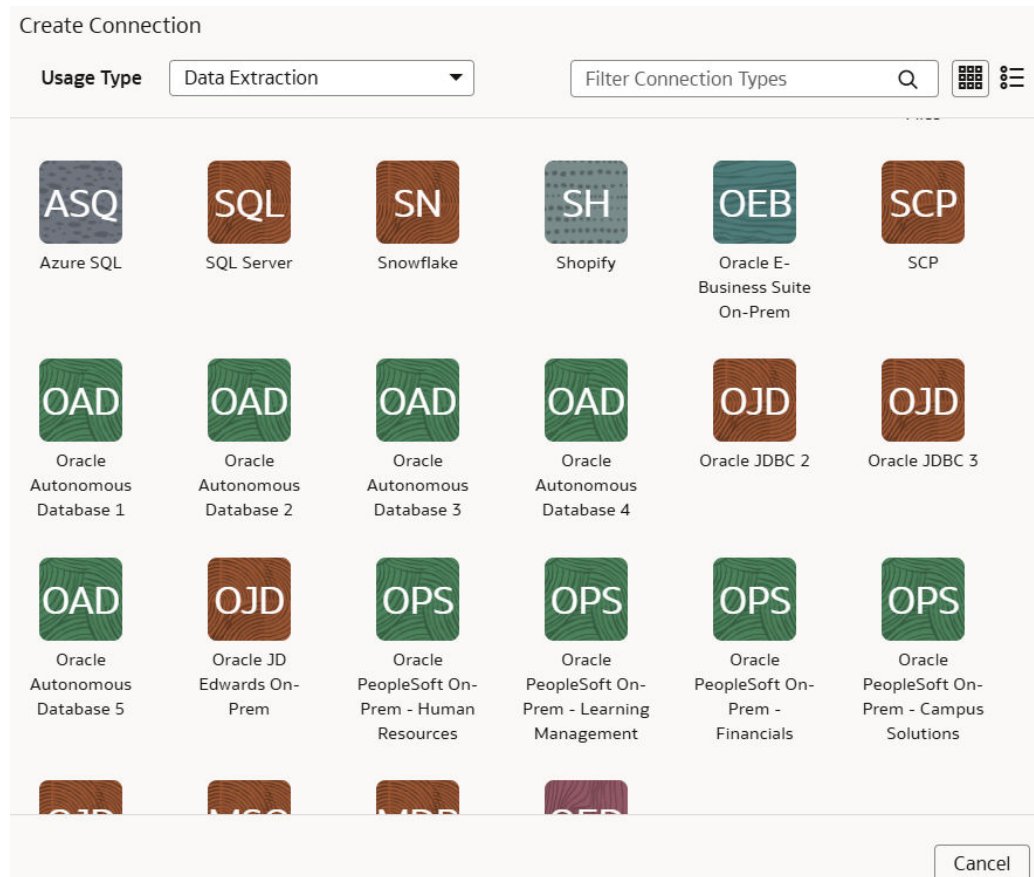 Create Connection
Usage Type
Data Extraction
Filter Connection Types
ASQ
SQL
SN
SH
OEB
SCP
Azure SQL
SQL Server
Snowflake
Shopify
Oracle E-
Business Suite
On-Prem
SCP
OAD
OAD
OAD
OAD
OJD
OJD
Oracle
Autonomous
Database 1
Oracle
Autonomous
Database 2
Oracle
Autonomous
Database 3
Oracle
Autonomous
Database 4
Oracle JDBC 2
Oracle JDBC 3
OAD
OJD
OPS
OPS
OPS
OPS
Oracle
Autonomous
Database 5
Oracle JD
Edwards On-
Prem
Oracle
PeopleSoft On-
Prem - Human
Resources
Oracle
PeopleSoft On-
Prem - Learning
Management
Oracle
PeopleSoft On-
Prem -
Financials
Oracle
PeopleSoft On-
Prem - Campus
Solutions
Cancel